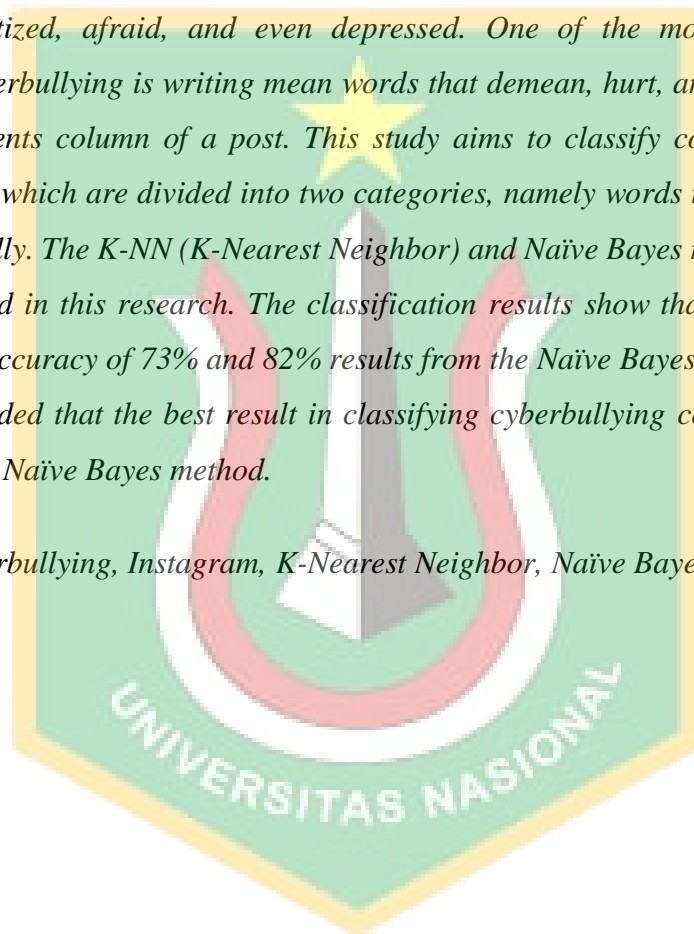 tized, afraid, and even depressed. One of the mo
erbullying is writing mean words that demean, hurt, an
ents column of a post. This study aims to classify co
which are divided into two categories, namely words
lly. The K-NN (K-Nearest Neighbor) and Naïve Bayes
d in this research. The classification results show tha
ccuracy of 73% and 82% results from the Naïve Bayes
ded that the best result in classifying cyberbullying c
Naïve Bayes method.
rbullying, Instagram, K-Nearest Neighbor, Naïve Baye
UNIVERSITAS NASIONAL